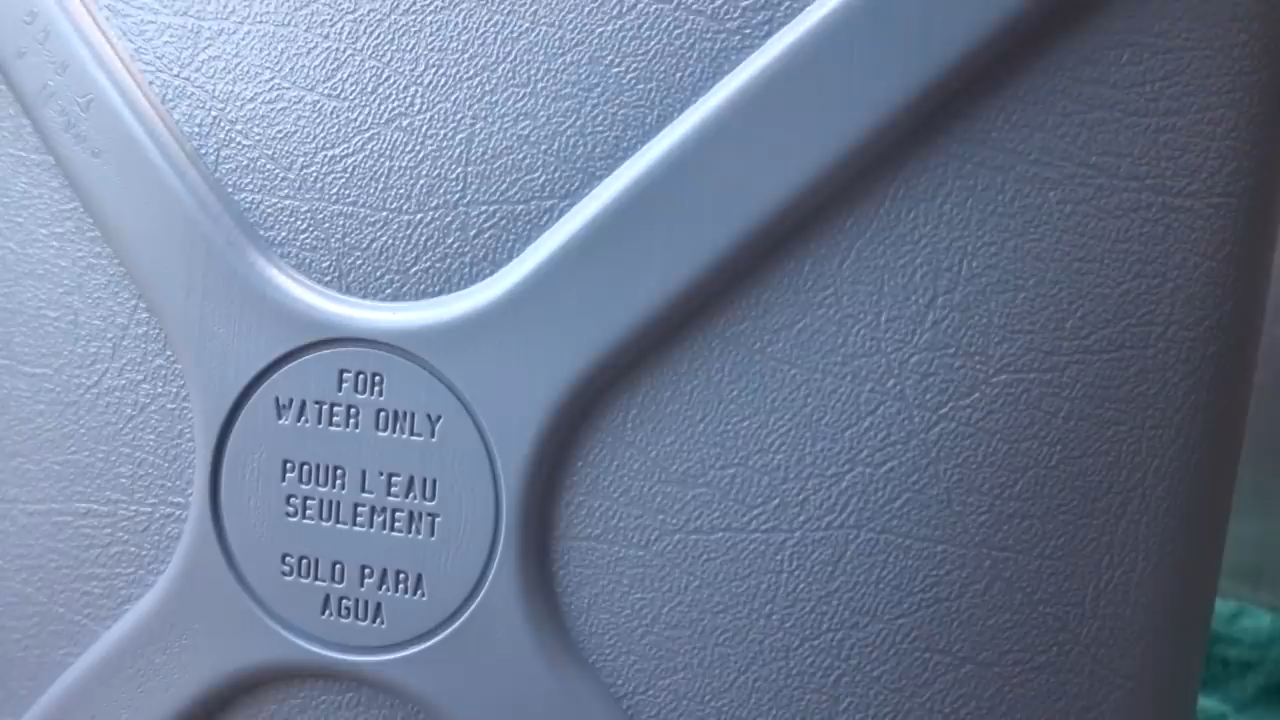 FOR
WATER ONLY
POUR L'EAU
SEULEMENT
SOLO PARA
AGUA